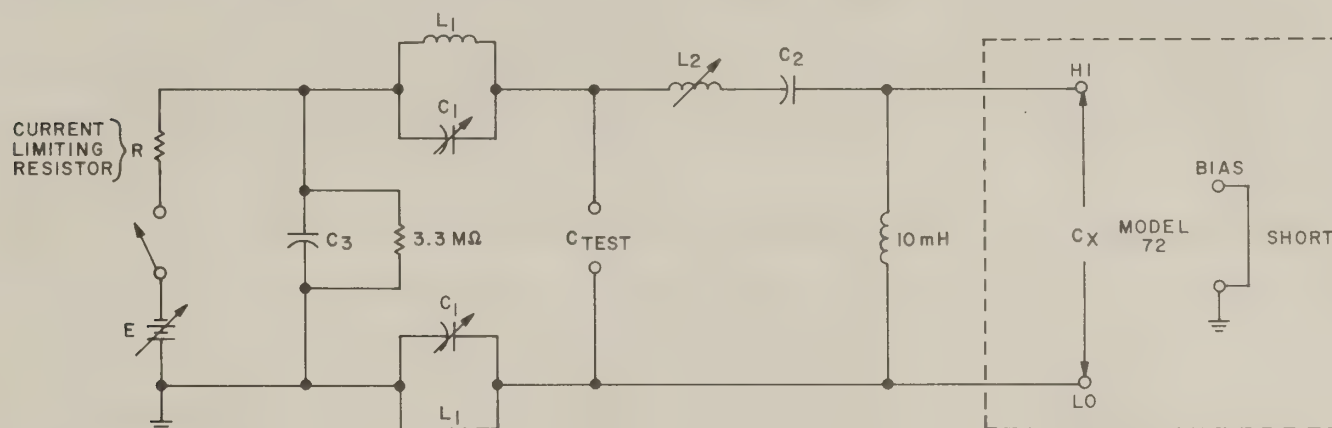 L1
C1
L2
C2
HI
CURRENT
LIMITING
RESISTOR
R
E
C3
3.3 MΩ
CTEST
10 mH
CX
MODEL
72
BIAS
SHORT
C1
L1
LO